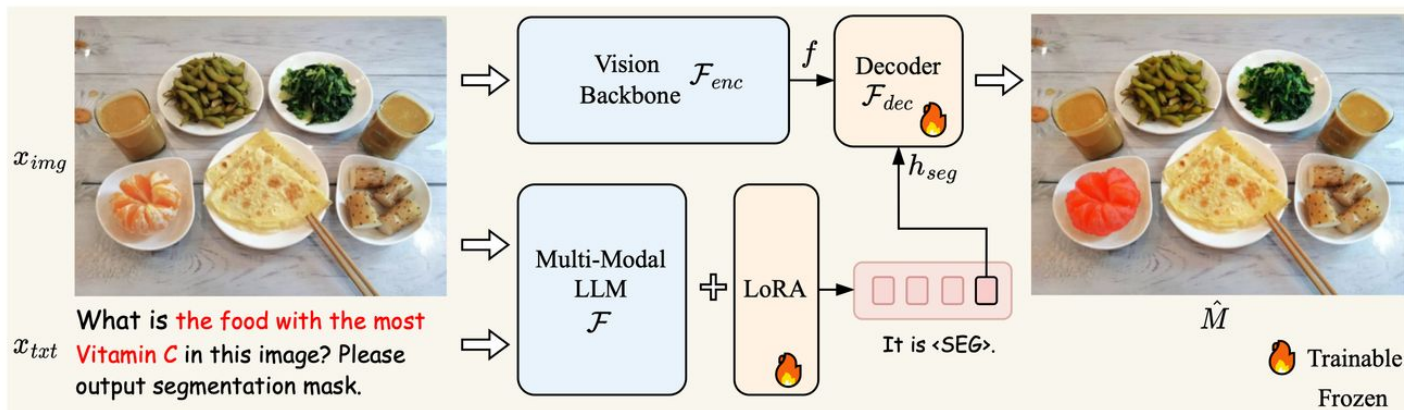 x_img
x_txt
What is the food with the most
Vitamin C in this image? Please
output segmentation mask.
Vision
Backbone
ℱ_enc
f
Decoder
ℱ_dec
h_seg
Multi-Modal
LLM
ℱ
+
LoRA
It is <SEG>.
M̂
Trainable
Frozen